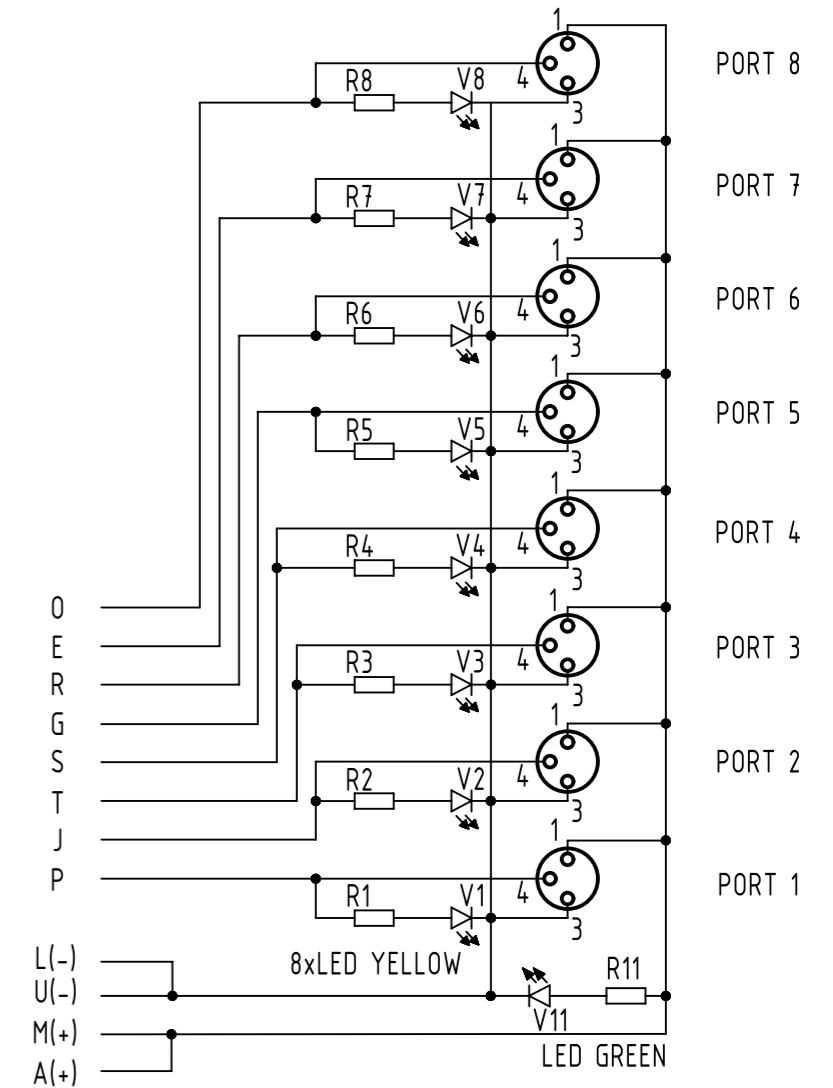 1
PORT 8
R8 V8 4
3
1
PORT 7
R7 V7 4
3
1
PORT 6
R6 V6 4
3
1
PORT 5
R5 V5 4
3
1
PORT 4
R4 V4 4
3
1
O
PORT 3
E
R3 V3 4
R
3
1
G
S
PORT 2
R2 V2 4
T
3
1
J
P
PORT 1
R1 V1 4
3
L(-)
8xLED YELLOW
R11
U(-)
V11
M(+)
LED GREEN
A(+)